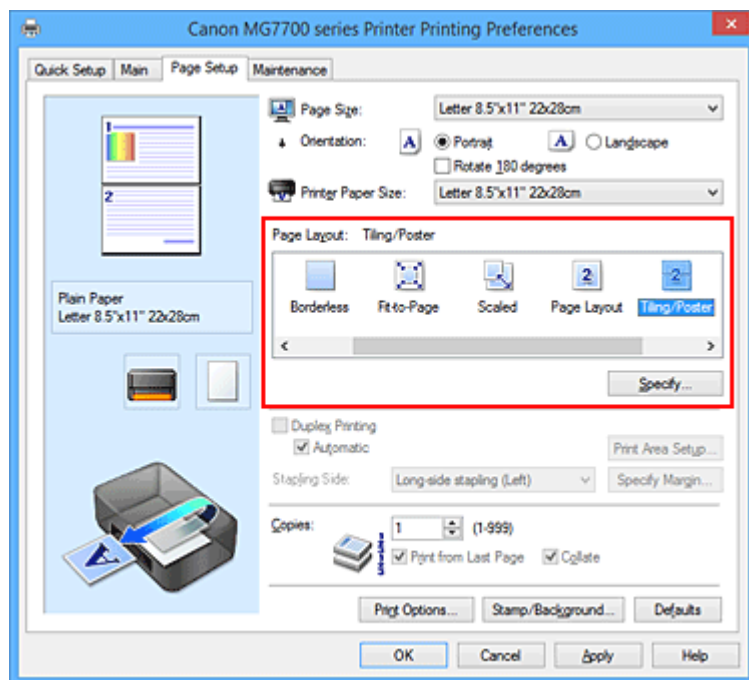 Canon MG7700 series Printer Printing Preferences
Quick Setup Main Page Setup Maintenance
Page Size: Letter 8.5"x11" 22x28cm
Orientation: A Portrait A Landscape
Rotate 180 degrees
Printer Paper Size: Letter 8.5"x11" 22x28cm
1
2
Page Layout: Tiling/Poster
2 2
Borderless Fit-to-Page Scaled Page Layout Tiling/Poster
Plain Paper
Letter 8.5"x11" 22x28cm
Specify...
Duplex Printing
Automatic
Print Area Setup...
Stapling Side: Long-side stapling (Left) Specify Margin...
Copies: 1 (1-999)
Print from Last Page Collate
A
Print Options... Stamp/Background... Defaults
OK Cancel Apply Help